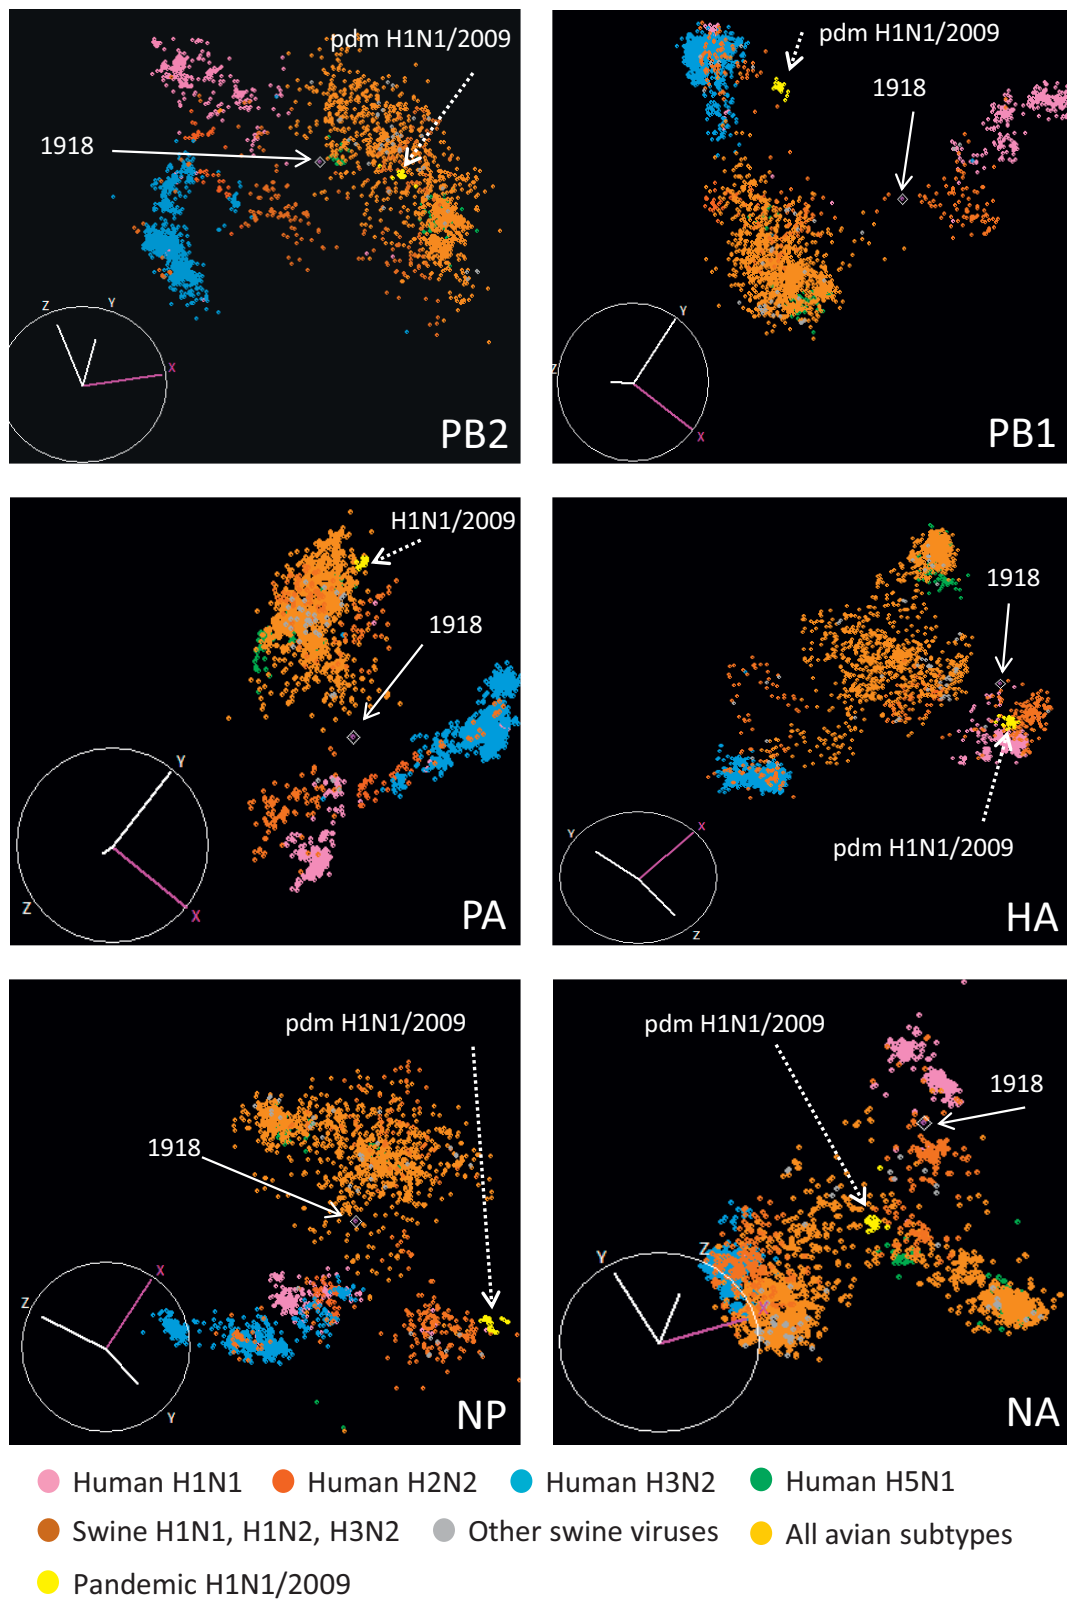 pdm H1N1/2009
1918
Z
Y
X
PB2
pdm H1N1/2009
1918
Y
Z
X
PB1
H1N1/2009
1918
Y
Z
X
PA
1918
pdm H1N1/2009
Y
X
Z
HA
pdm H1N1/2009
1918
X
Z
Y
NP
pdm H1N1/2009
1918
Y
Z
X
NA
Human H1N1 Human H2N2 Human H3N2 Human H5N1
Swine H1N1, H1N2, H3N2 Other swine viruses All avian subtypes
Pandemic H1N1/2009